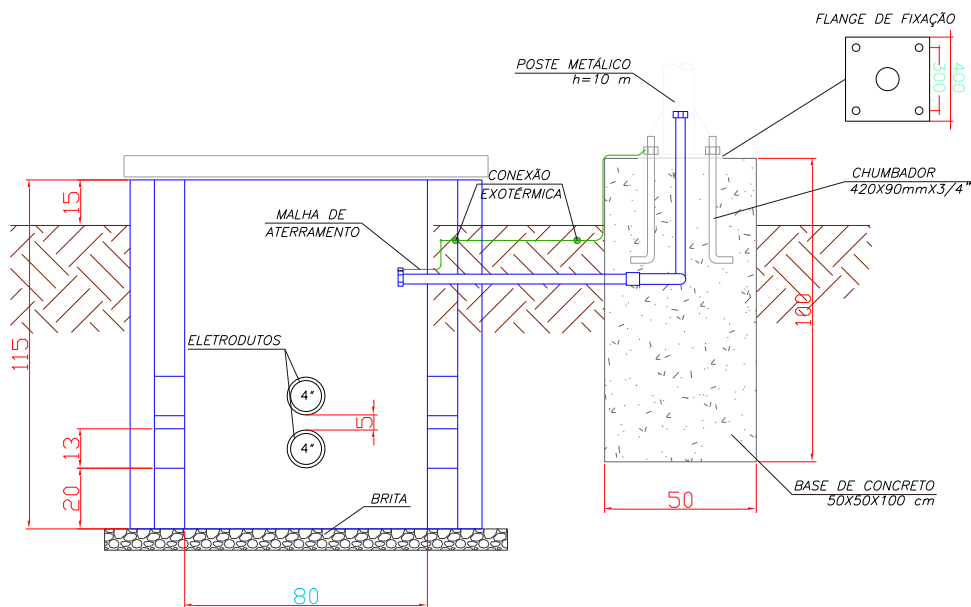 FLANGE DE FIXAÇÃO
300
400
POSTE METÁLICO
h=10 m
CHUMBADOR
420X90mmX3/4"
CONEXÃO
EXOTÉRMICA
MALHA DE
ATERRAMENTO
15
115
100
ELETRODUTOS
4"
4"
5
13
20
BRITA
50
BASE DE CONCRETO
50X50X100 cm
80